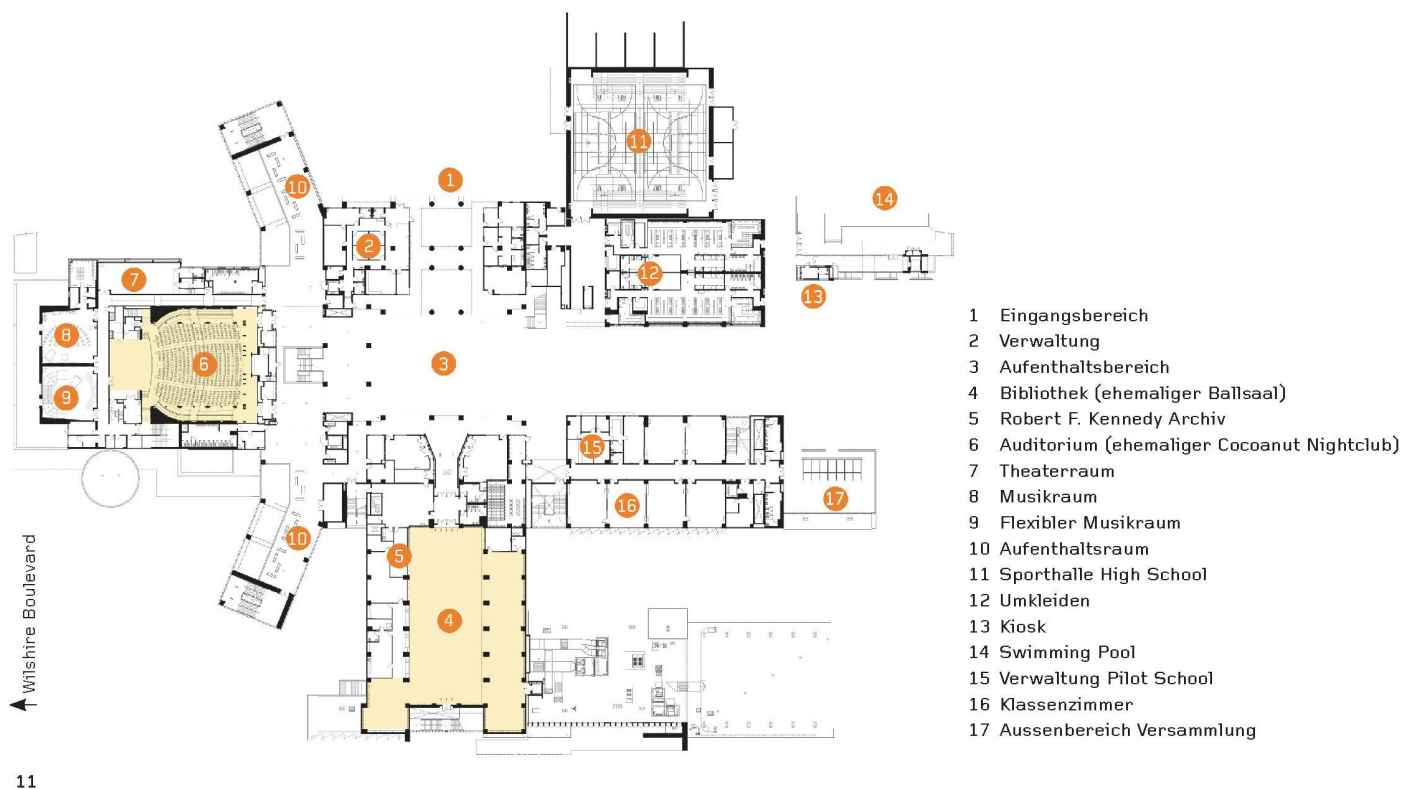 1
2
3
4
5
6
7
8
9
10
10
11
12
13
14
15
16
17
Wilshire Boulevard
1 Eingangsbereich
2 Verwaltung
3 Aufenthaltsbereich
4 Bibliothek (ehemaliger Ballsaal)
5 Robert F. Kennedy Archiv
6 Auditorium (ehemaliger Cocoanut Nightclub)
7 Theaterraum
8 Musikraum
9 Flexibler Musikraum
10 Aufenthaltsraum
11 Sporthalle High School
12 Umkleiden
13 Kiosk
14 Swimming Pool
15 Verwaltung Pilot School
16 Klassenzimmer
17 Aussenbereich Versammlung
11